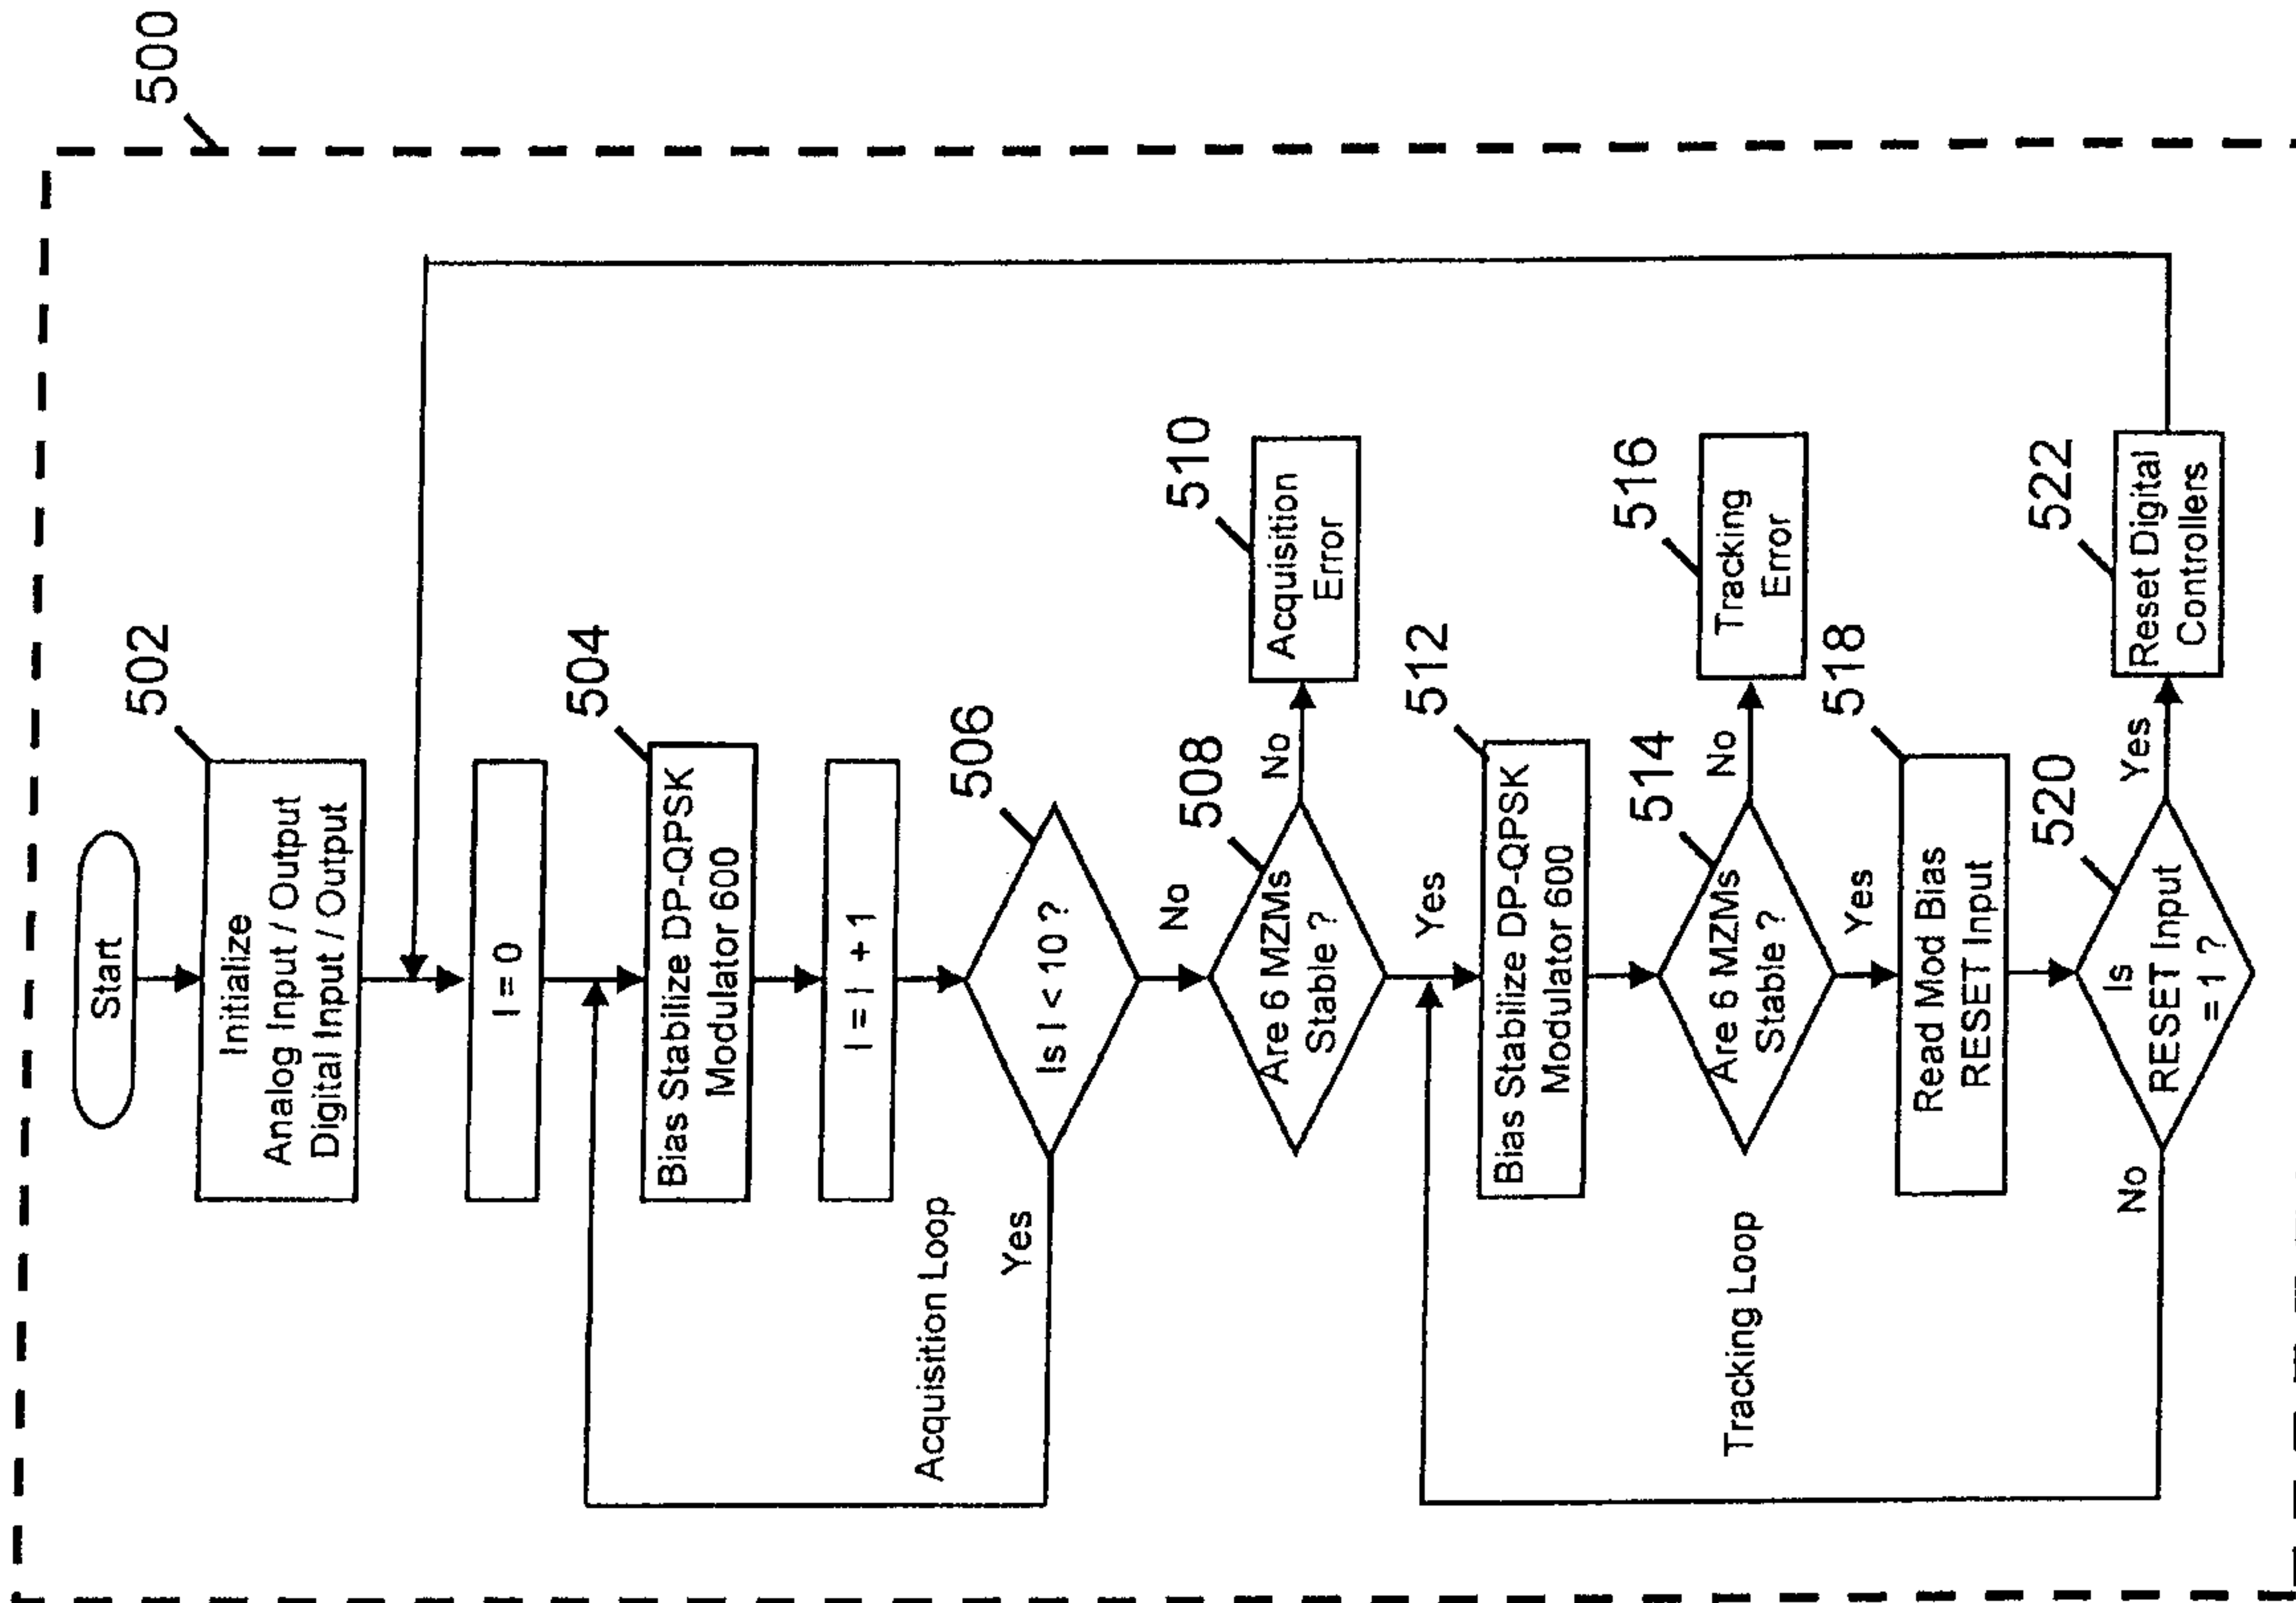 500
Start
502
Initialize
Analog Input / Output
Digital Input / Output
I = 0
504
Bias Stabilize DP-QPSK
Modulator 600
I = I + 1
Acquisition Loop
506
Is I < 10 ?
Yes
No
508
Are 6 MZMs
Stable ?
No
510
Acquisition
Error
Yes
512
Bias Stabilize DP-QPSK
Modulator 600
Tracking Loop
514
Are 6 MZMs
Stable ?
No
516
Tracking
Error
Yes
518
Read Mod Bias
RESET Input
520
Is
RESET Input
= 1 ?
No
Yes
522
Reset Digital
Controllers